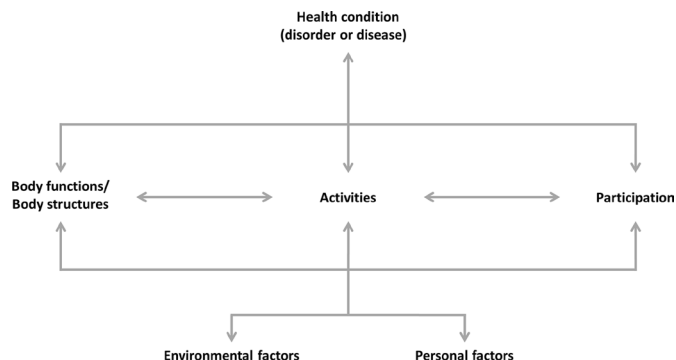 Health condition
(disorder or disease)
Body functions/
Body structures
Activities
Participation
Environmental factors
Personal factors